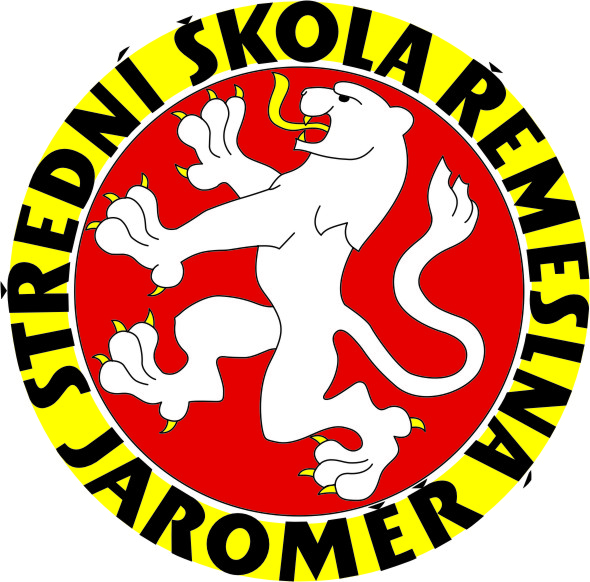 STŘEDNÍ ŠKOLA ŘEMESLNÁ
JAROMĚŘ